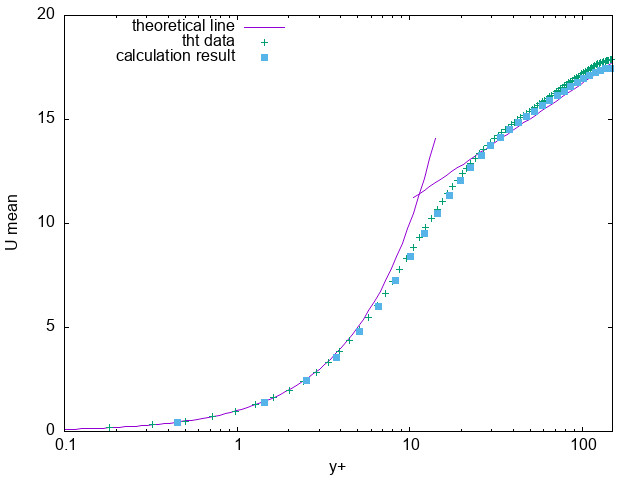 theoretical line
tht data
calculation result
20
15
10
5
0
U mean
0.1 1 10 100
y+